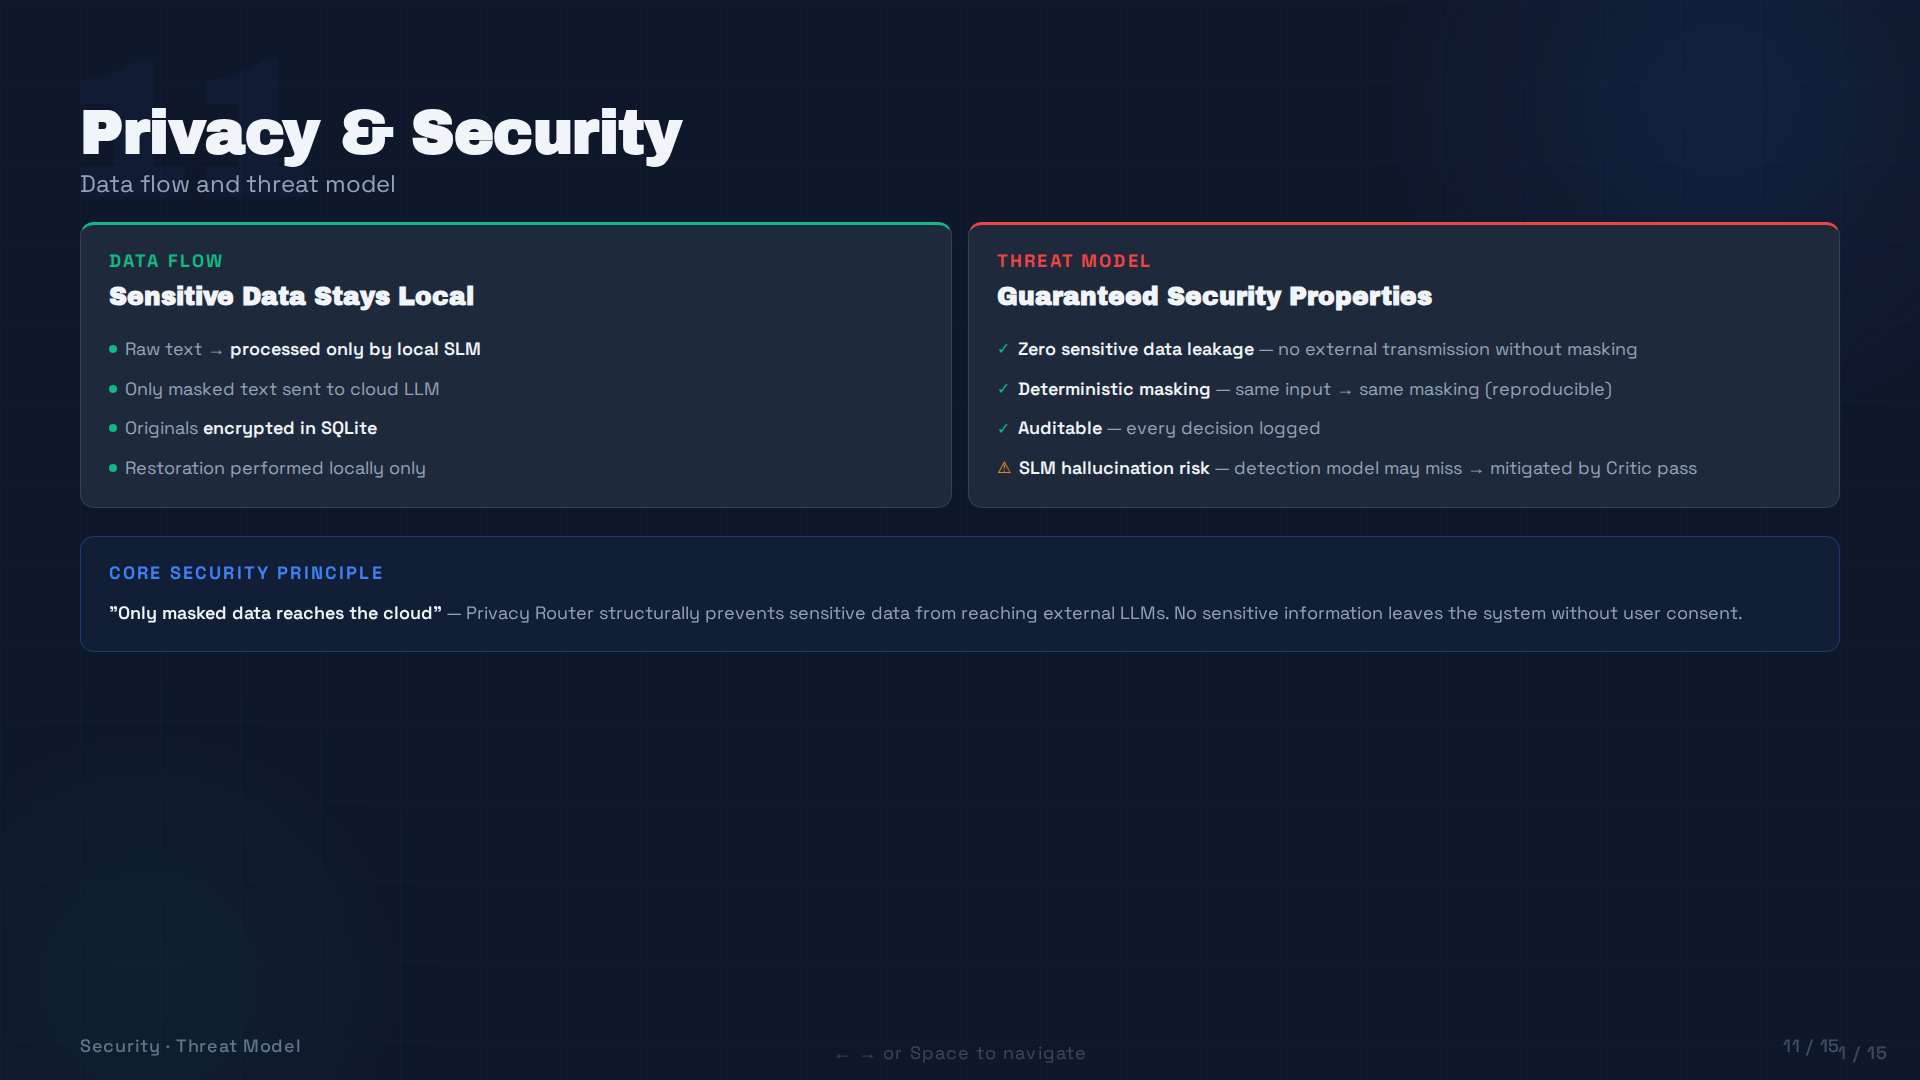 11
Privacy & Security
Data flow and threat model
DATA FLOW
Sensitive Data Stays Local
Raw text → processed only by local SLM
Only masked text sent to cloud LLM
Originals encrypted in SQLite
Restoration performed locally only
THREAT MODEL
Guaranteed Security Properties
✓ Zero sensitive data leakage — no external transmission without masking
✓ Deterministic masking — same input → same masking (reproducible)
✓ Auditable — every decision logged
⚠ SLM hallucination risk — detection model may miss → mitigated by Critic pass
CORE SECURITY PRINCIPLE
”Only masked data reaches the cloud” — Privacy Router structurally prevents sensitive data from reaching external LLMs. No sensitive information leaves the system without user consent.
Security · Threat Model
← → or Space to navigate
11 / 15
1 / 15